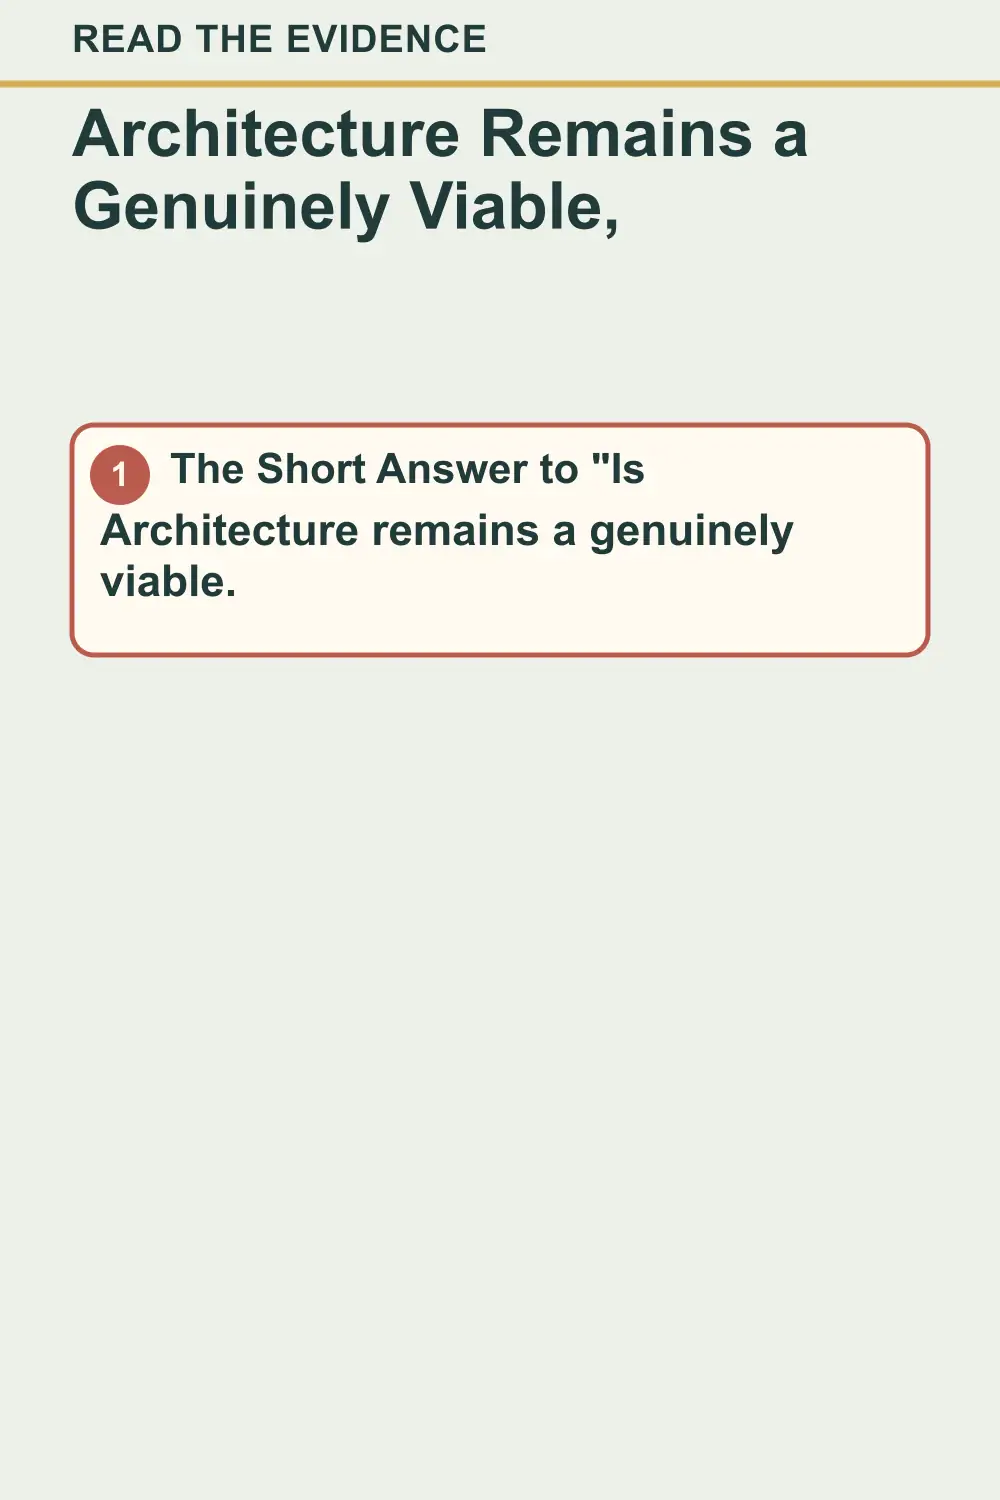 READ THE EVIDENCE
Architecture Remains a
Genuinely Viable,
1 The Short Answer to "Is
Architecture remains a genuinely
viable.